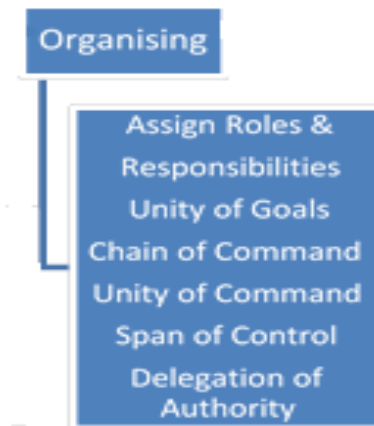 Organising
Assign Roles &
Responsibilities
Unity of Goals
Chain of Command
Unity of Command
Span of Control
Delegation of
Authority